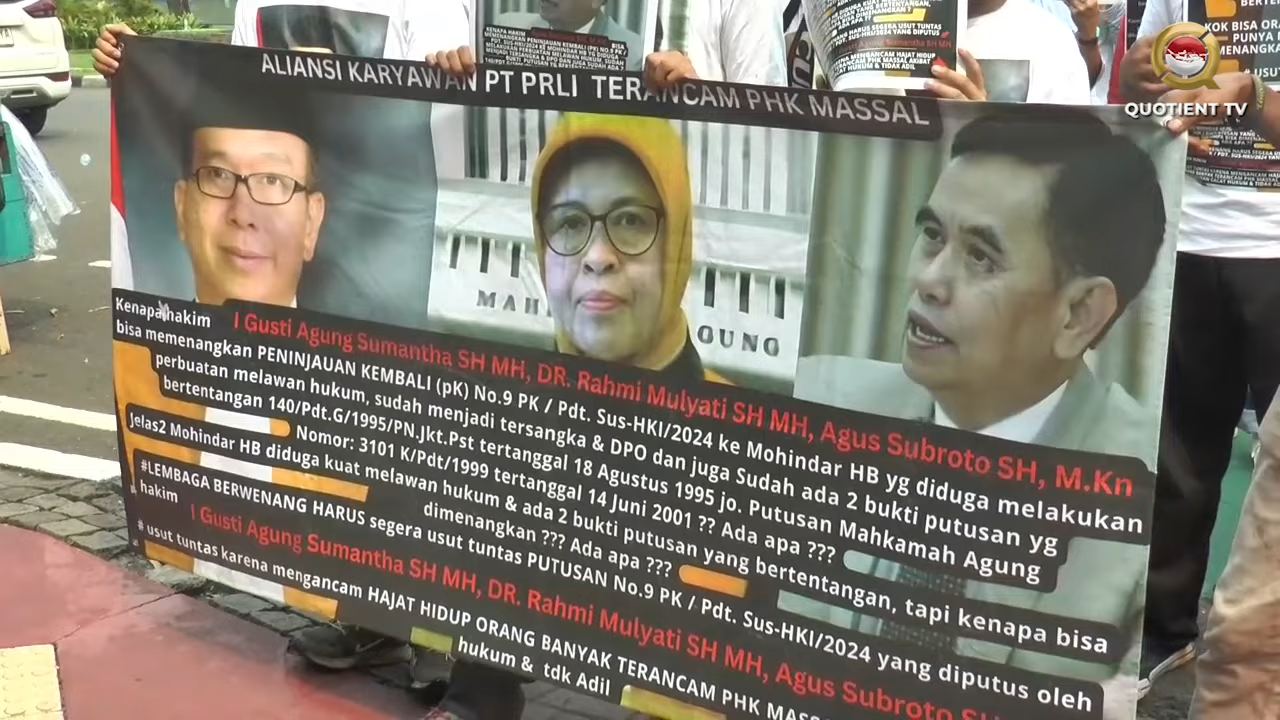 QUOTIENT TV
ALIANSI KARYAWAN PT PRLI TERANCAM PHK MASSAL
MAH GUNG
Kenapa hakim I Gusti Agung Sumantha SH MH, DR. Rahmi Mulyati SH MH, Agus Subroto SH, M.Kn
bisa memenangkan PENINJAUAN KEMBALI (pK) No.9 PK / Pdt. Sus-HKI/2024 ke Mohindar HB yg diduga melakukan
perbuatan melawan hukum, sudah menjadi tersangka & DPO dan juga Sudah ada 2 bukti putusan yg
bertentangan 140/Pdt.G/1995/PN.Jkt.Pst tertanggal 18 Agustus 1995 jo. Putusan Mahkamah Agung
Nomor: 3101 K/Pdt/1999 tertanggal 14 Juni 2001 ?? Ada apa ???
Jelas2 Mohindar HB diduga kuat melawan hukum & ada 2 bukti putusan yang bertentangan, tapi kenapa bisa
dimenangkan ??? Ada apa ???
#LEMBAGA BERWENANG HARUS segera usut tuntas PUTUSAN No.9 PK / Pdt. Sus-HKI/2024 yang diputus oleh
hakim I Gusti Agung Sumantha SH MH, DR. Rahmi Mulyati SH MH, Agus Subroto SH
# usut tuntas karena mengancam HAJAT HIDUP ORANG BANYAK TERANCAM PHK MASS
hukum & tdk Adil